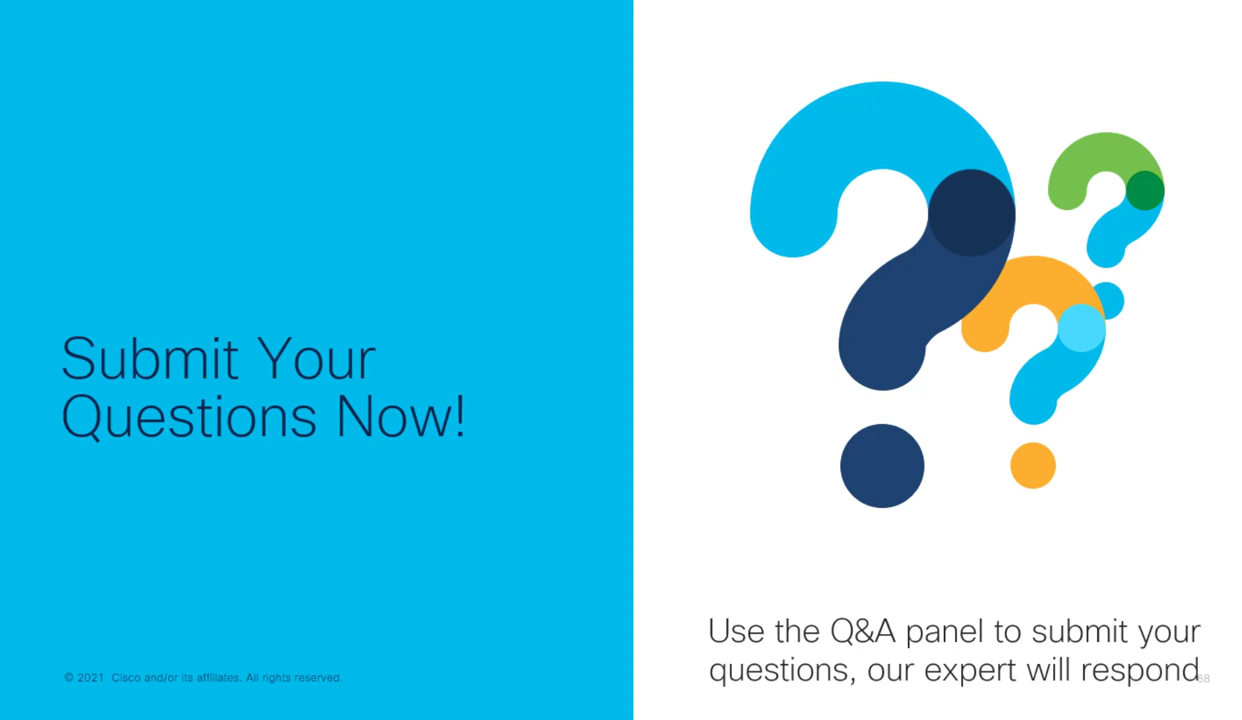 Submit Your
Questions Now!
© 2021 Cisco and/or its affiliates. All rights reserved.
Use the Q&A panel to submit your
questions, our expert will respond
68